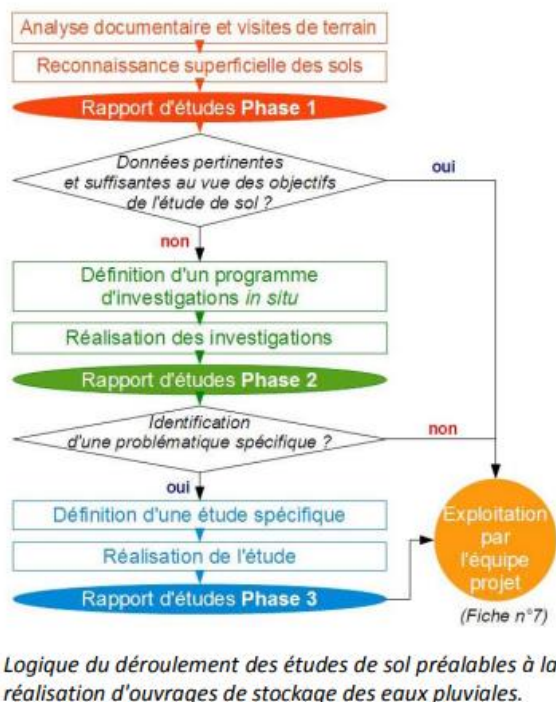 Analyse documentaire et visites de terrain
Reconnaissance superficielle des sols
Rapport d'études Phase 1
Données pertinentes
et suffisantes au vue des objectifs
de l'étude de sol ?
oui
non
Définition d'un programme
d'investigations in situ
Réalisation des investigations
Rapport d'études Phase 2
Identification
d'une problématique spécifique ?
non
oui
Définition d'une étude spécifique
Réalisation de l'étude
Rapport d'études Phase 3
Exploitation
par
l'équipe
projet
(Fiche n°7)
Logique du déroulement des études de sol préalables à la
réalisation d'ouvrages de stockage des eaux pluviales.